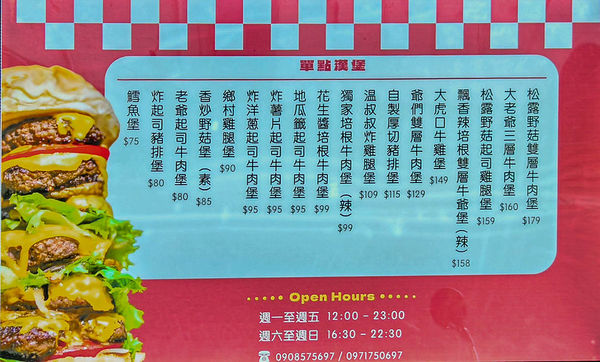 單點漢堡
松露野菇雙層牛肉堡 $179
大老爺三層牛肉堡 $160
松露野菇起司雞腿堡 $159
飄香辣培根雙層牛爺堡（辣） $158
大虎口牛雞堡 $149
爺們雙層牛肉堡 $129
自製厚切豬排堡 $115
温叔叔炸雞腿堡 $109
獨家培根牛肉堡（辣） $99
花生醬培根牛肉堡 $99
地瓜籤起司牛肉堡 $95
炸薯片起司牛肉堡 $95
炸洋蔥起司牛肉堡 $95
鄉村雞腿堡 $90
香炒野菇堡（素） $85
老爺起司牛肉堡 $80
炸起司豬排堡 $80
鱈魚堡 $75
Open Hours
週一至週五 12:00 - 23:00
週六至週日 16:30 - 22:30
☎ 0908575697 / 0971750697